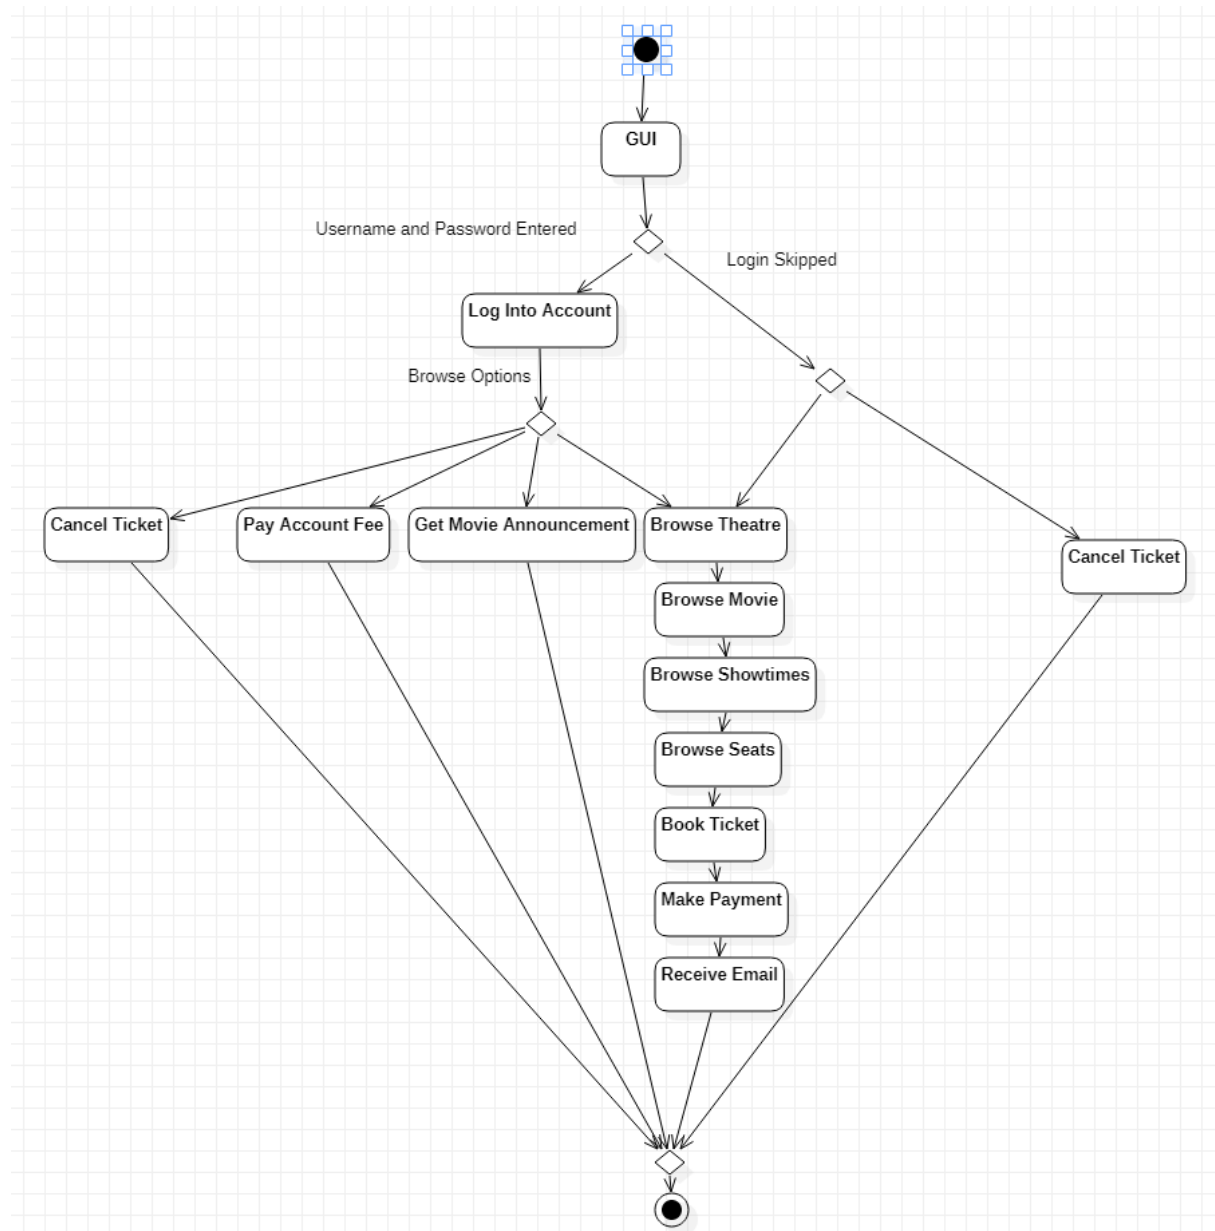 GUI
Username and Password Entered
Login Skipped
Log Into Account
Browse Options
Cancel Ticket
Pay Account Fee
Get Movie Announcement
Browse Theatre
Cancel Ticket
Browse Movie
Browse Showtimes
Browse Seats
Book Ticket
Make Payment
Receive Email